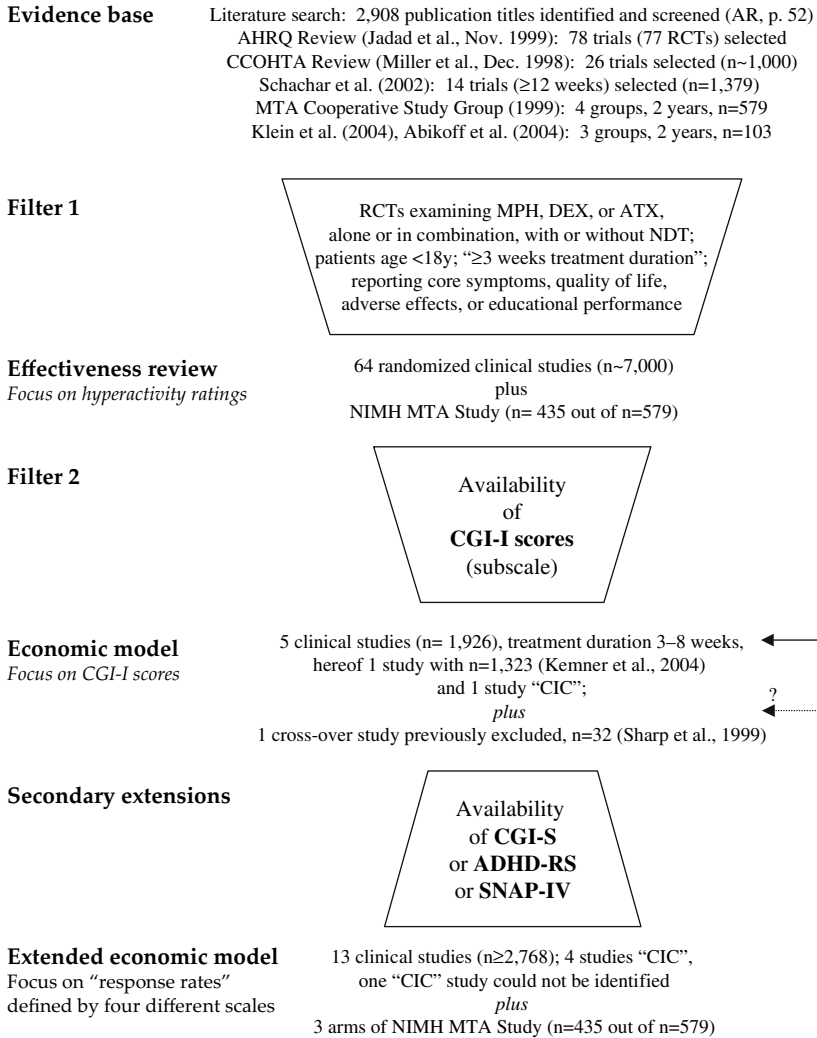 Evidence base
Literature search: 2,908 publication titles identified and screened (AR, p. 52)
AHRQ Review (Jadad et al., Nov. 1999): 78 trials (77 RCTs) selected
CCOHTA Review (Miller et al., Dec. 1998): 26 trials selected (n~1,000)
Schachar et al. (2002): 14 trials (≥12 weeks) selected (n=1,379)
MTA Cooperative Study Group (1999): 4 groups, 2 years, n=579
Klein et al. (2004), Abikoff et al. (2004): 3 groups, 2 years, n=103
Filter 1
RCTs examining MPH, DEX, or ATX,
alone or in combination, with or without NDT;
patients age <18y; “≥3 weeks treatment duration”;
reporting core symptoms, quality of life,
adverse effects, or educational performance
Effectiveness review
Focus on hyperactivity ratings
64 randomized clinical studies (n~7,000)
plus
NIMH MTA Study (n= 435 out of n=579)
Filter 2
Availability
of
CGI-I scores
(subscale)
Economic model
Focus on CGI-I scores
5 clinical studies (n= 1,926), treatment duration 3–8 weeks,
hereof 1 study with n=1,323 (Kemner et al., 2004)
and 1 study “CIC”;
?
plus
1 cross-over study previously excluded, n=32 (Sharp et al., 1999)
Secondary extensions
Availability
of CGI-S
or ADHD-RS
or SNAP-IV
Extended economic model
Focus on “response rates”
defined by four different scales
13 clinical studies (n≥2,768); 4 studies “CIC”,
one “CIC” study could not be identified
plus
3 arms of NIMH MTA Study (n=435 out of n=579)